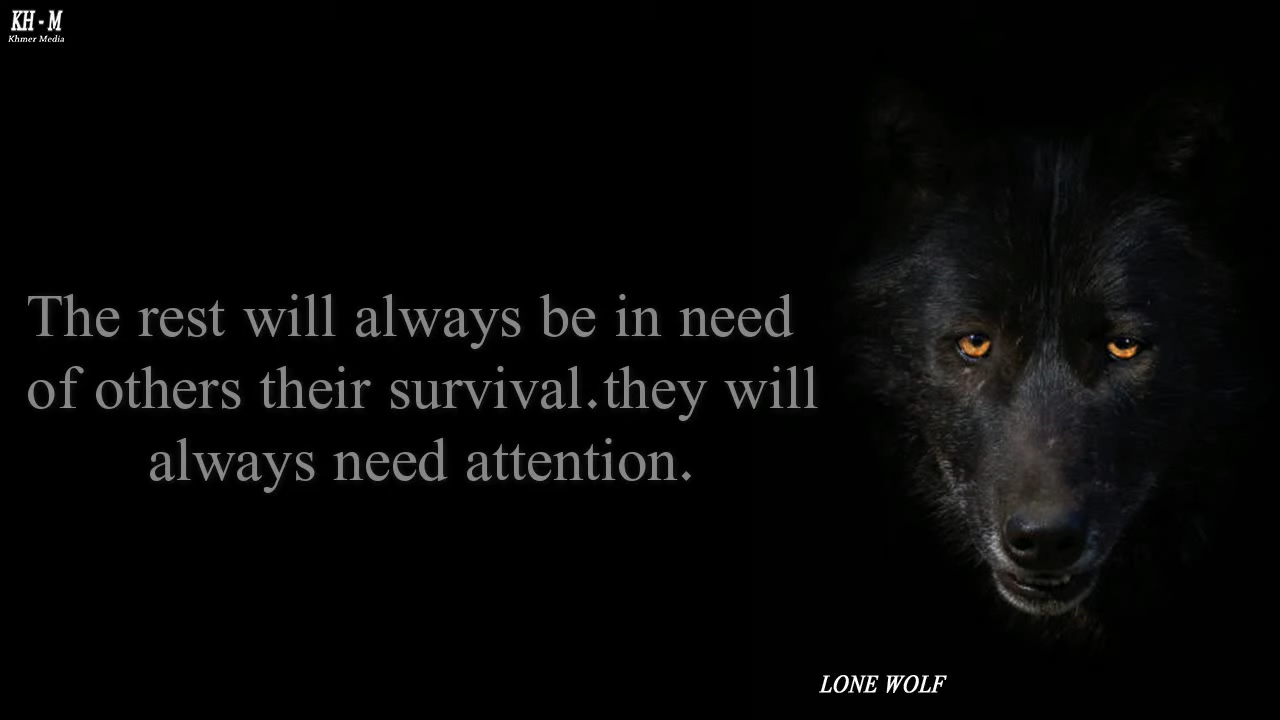 KH - M
Khmer Media
The rest will always be in need
of others their survival.they will
always need attention.
LONE WOLF